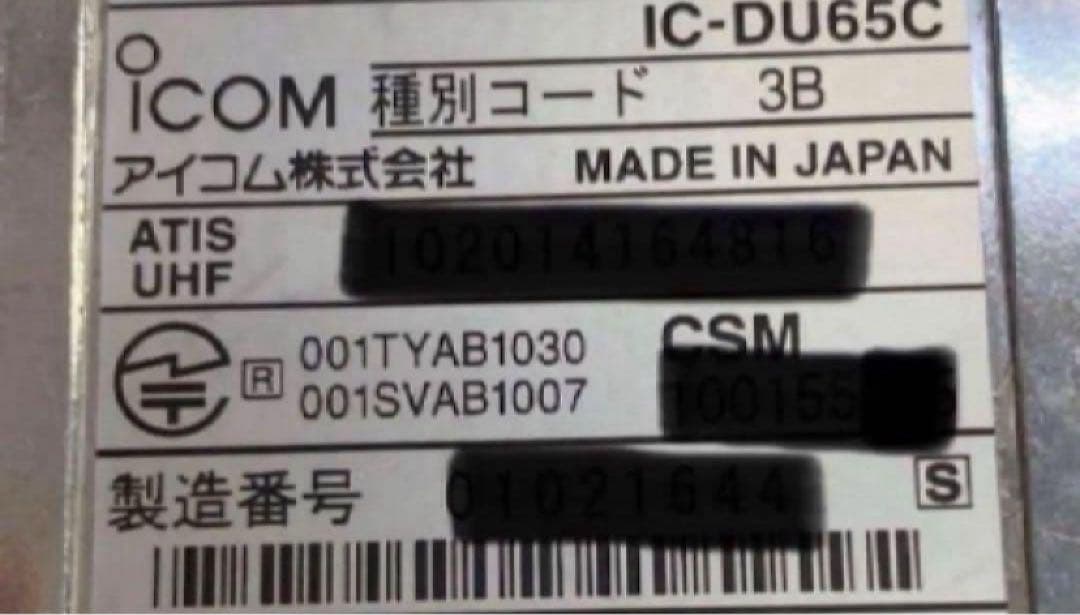 IC-DU65C
iCOM 種別コード 3B
アイコム株式会社 MADE IN JAPAN
ATIS
UHF
R 001TYAB1030 CSM
001SVAB1007
製造番号 S